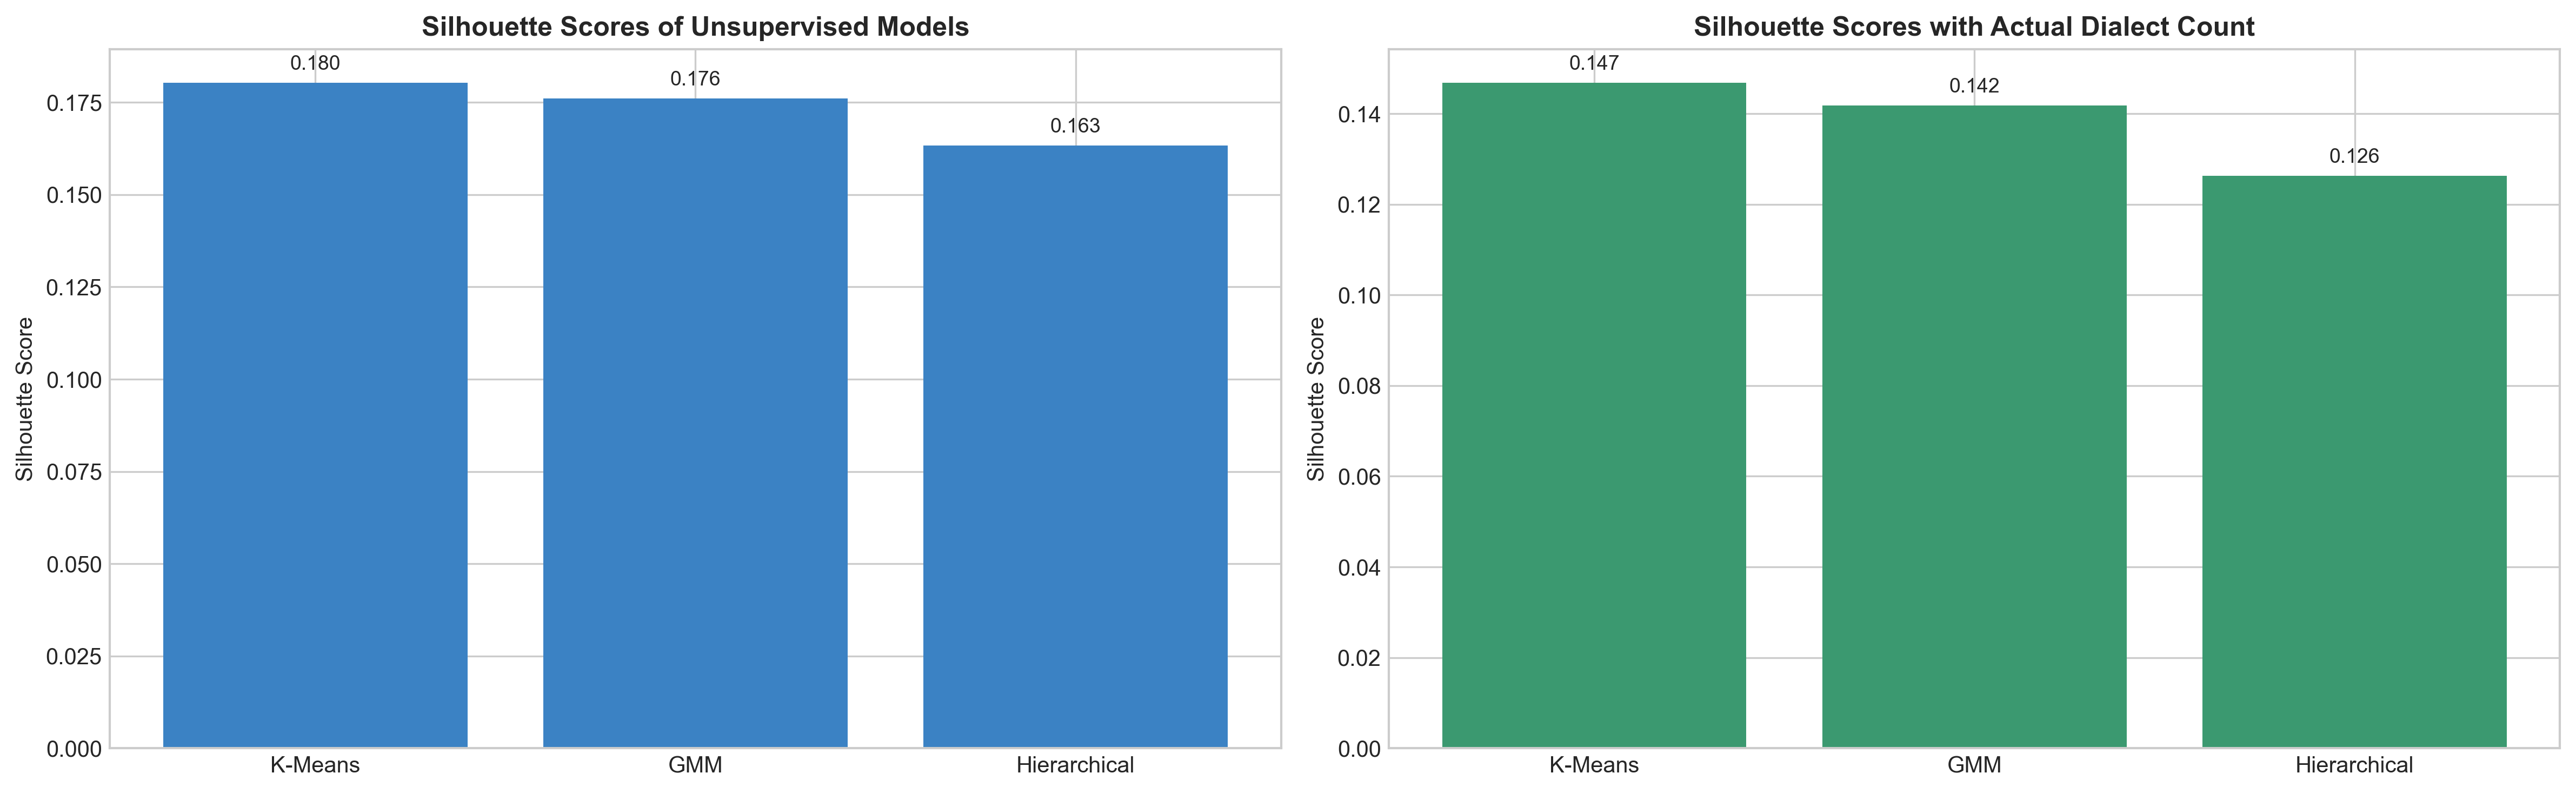 Silhouette Scores of Unsupervised Models
0.180
0.176
0.163
0.175
0.150
0.125
0.100
0.075
0.050
0.025
0.000
Silhouette Score
K-Means
GMM
Hierarchical
Silhouette Scores with Actual Dialect Count
0.147
0.142
0.126
0.14
0.12
0.10
0.08
0.06
0.04
0.02
0.00
Silhouette Score
K-Means
GMM
Hierarchical